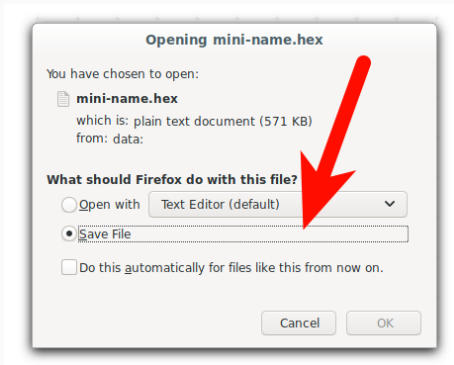 Opening mini-name.hex
You have chosen to open:
mini-name.hex
which is: plain text document (571 KB)
from: data:
What should Firefox do with this file?
Open with Text Editor (default)
Save File
Do this automatically for files like this from now on.
Cancel OK